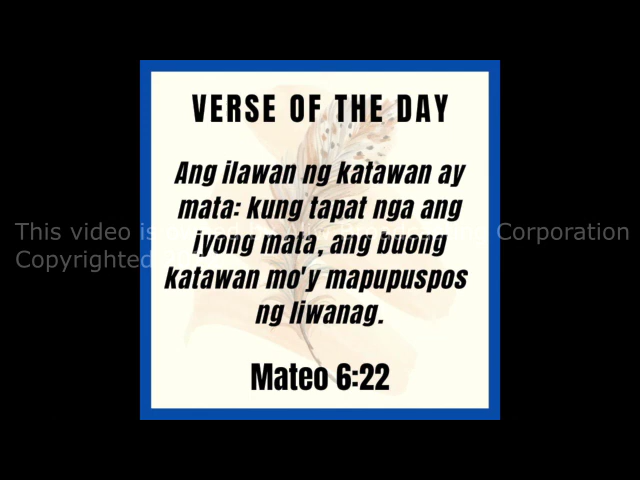 VERSE OF THE DAY
Ang ilawan ng katawan ay
mata: kung tapat nga ang
iyong mata, ang buong
katawan mo'y mapupuspos
ng liwanag.
Mateo 6:22
This video is
Corporation
Copyrighted